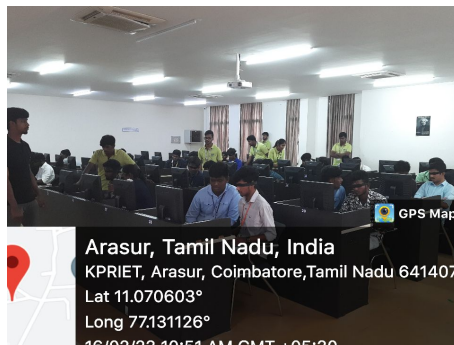 GPS Map
Arasur, Tamil Nadu, India
KPRIET, Arasur, Coimbatore,Tamil Nadu 641407
Lat 11.070603°
Long 77.131126°